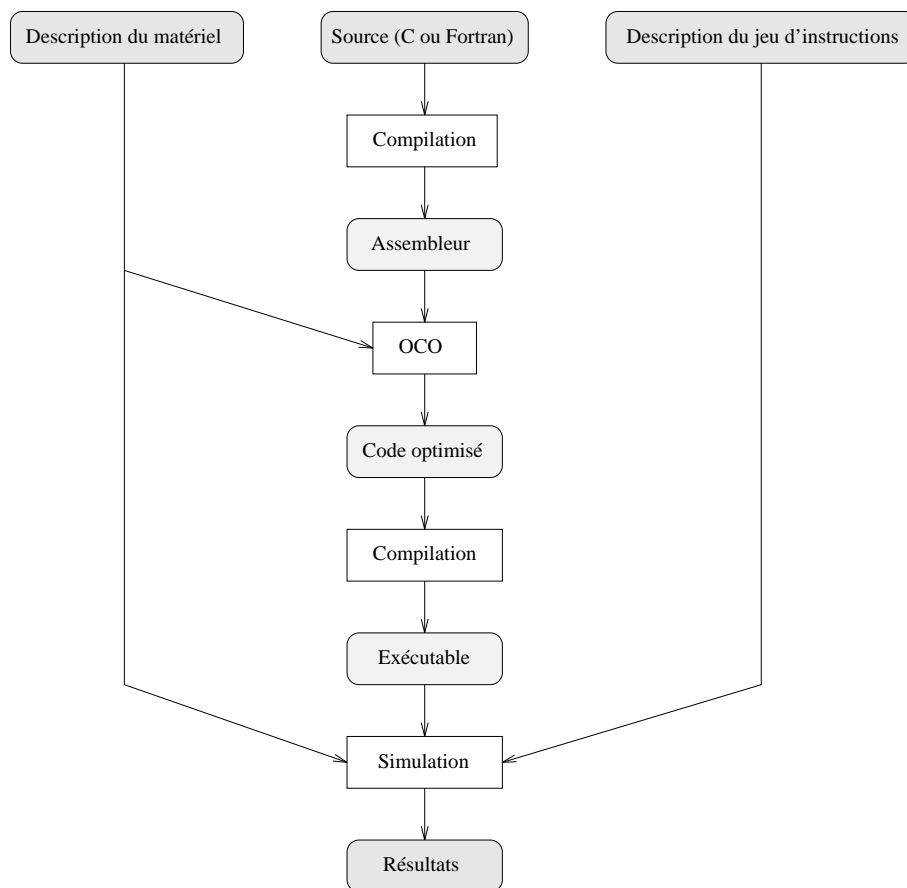 Description du matériel
Source (C ou Fortran)
Description du jeu d’instructions
Compilation
Assembleur
OCO
Code optimisé
Compilation
Exécutable
Simulation
Résultats